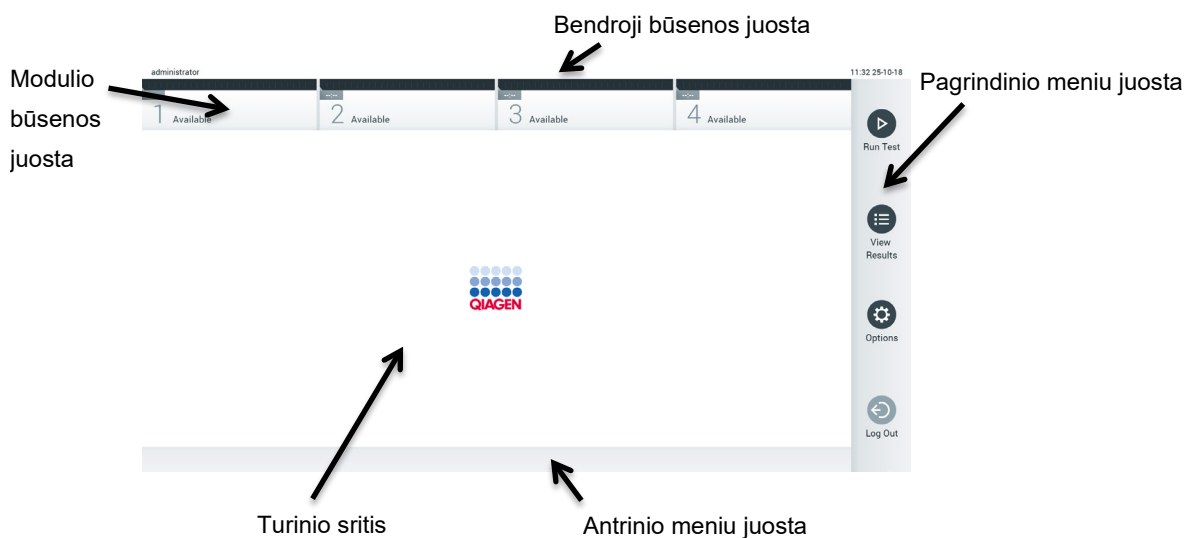 Bendroji būsenos juosta
Modulio
būsenos
juosta
Pagrindinio meniu juosta
administrator
11:32 25-10-18
--:--
--:--
--:--
1 Available
2 Available
3 Available
4 Available
Run Test
View
Results
Options
Log Out
QIAGEN
Turinio sritis
Antrinio meniu juosta